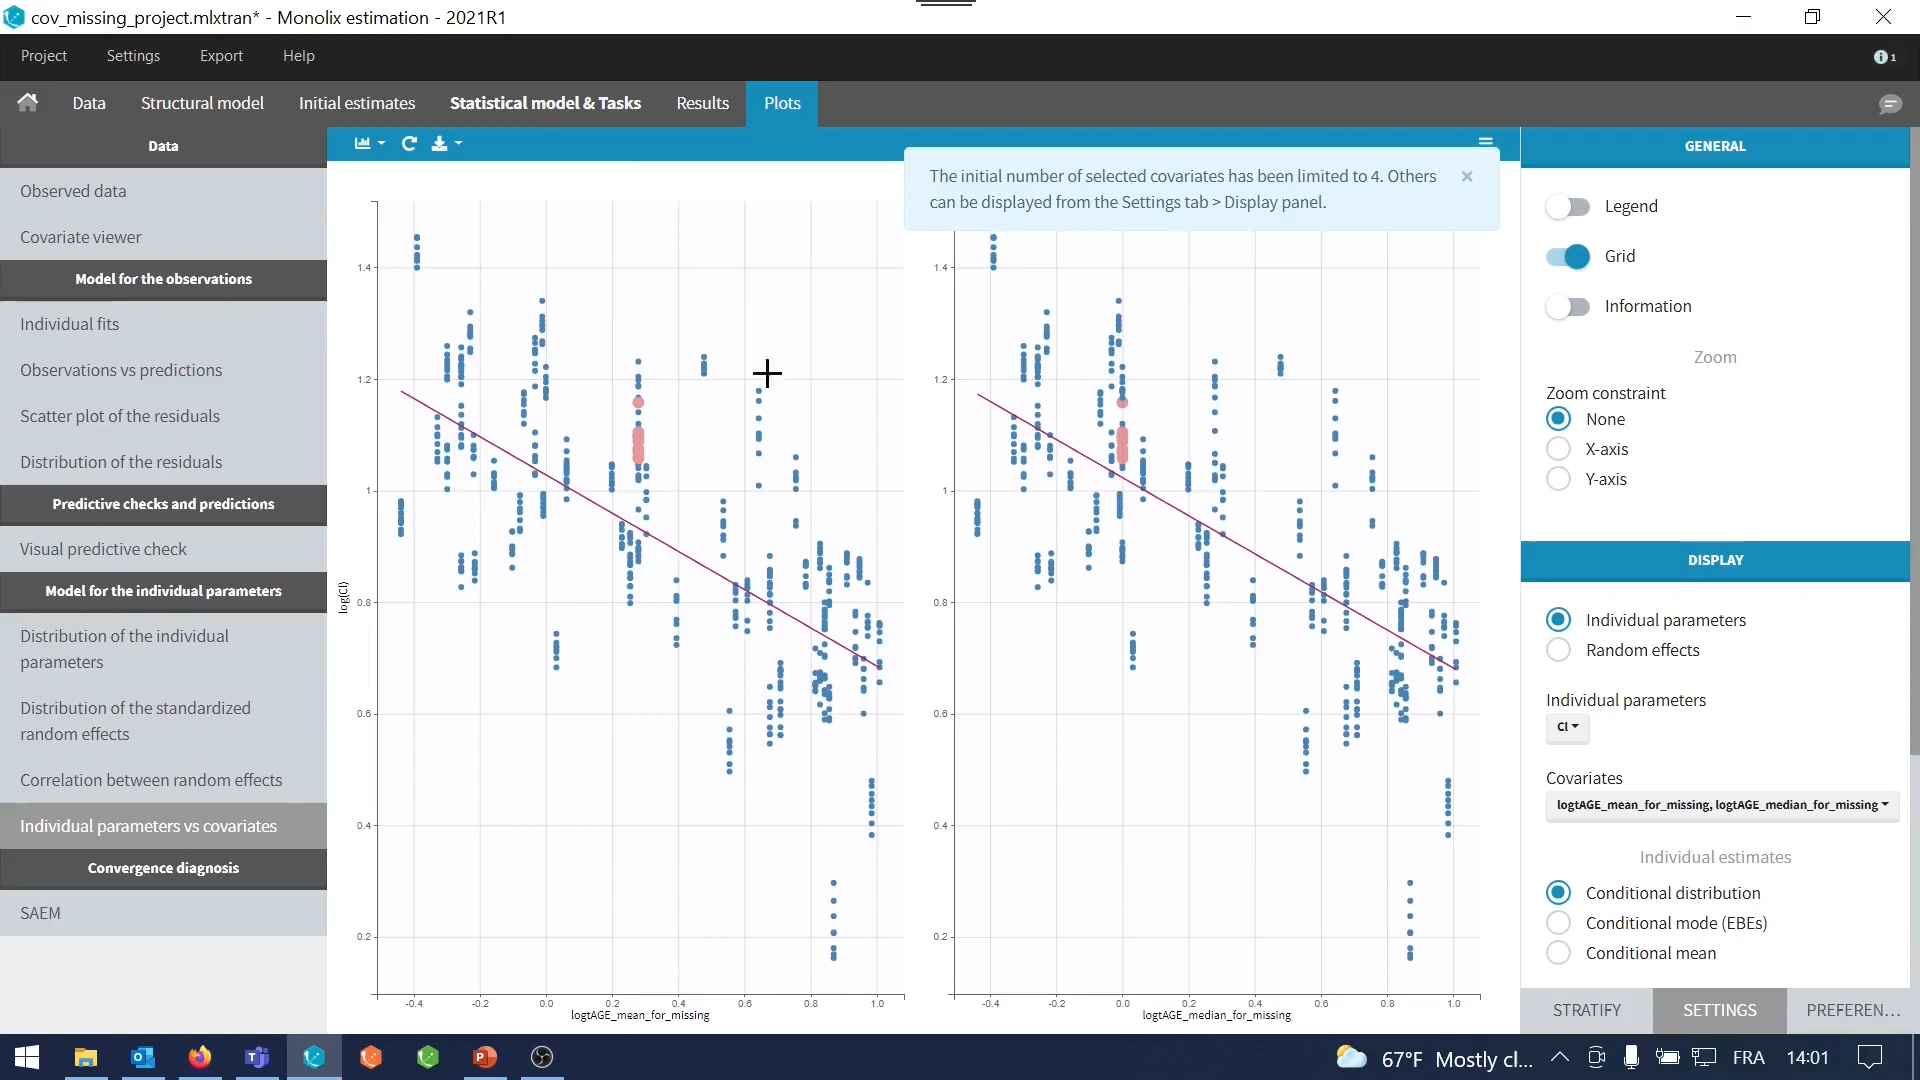 cov_missing_project.mlxtran* - Monolix estimation - 2021R1
Project Settings Export Help
1
Data Structural model Initial estimates Statistical model & Tasks Results Plots
Data
Observed data
Covariate viewer
Model for the observations
Individual fits
Observations vs predictions
Scatter plot of the residuals
Distribution of the residuals
Predictive checks and predictions
Visual predictive check
Model for the individual parameters
Distribution of the individual
parameters
Distribution of the standardized
random effects
Correlation between random effects
Individual parameters vs covariates
Convergence diagnosis
SAEM
The initial number of selected covariates has been limited to 4. Others
can be displayed from the Settings tab > Display panel.
×
1.4
1.2
1
0.8
0.6
0.4
0.2
log(Cl)
-0.4 -0.2 0.0 0.2 0.4 0.6 0.8 1.0
logtAGE_mean_for_missing
1.4
1.2
1
0.8
0.6
0.4
0.2
-0.4 -0.2 0.0 0.2 0.4 0.6 0.8 1.0
logtAGE_median_for_missing
GENERAL
Legend
Grid
Information
Zoom
Zoom constraint
None
X-axis
Y-axis
DISPLAY
Individual parameters
Random effects
Individual parameters
Cl
Covariates
logtAGE_mean_for_missing, logtAGE_median_for_missing
Individual estimates
Conditional distribution
Conditional mode (EBEs)
Conditional mean
STRATIFY SETTINGS PREFEREN...
67°F Mostly cl... FRA 14:01